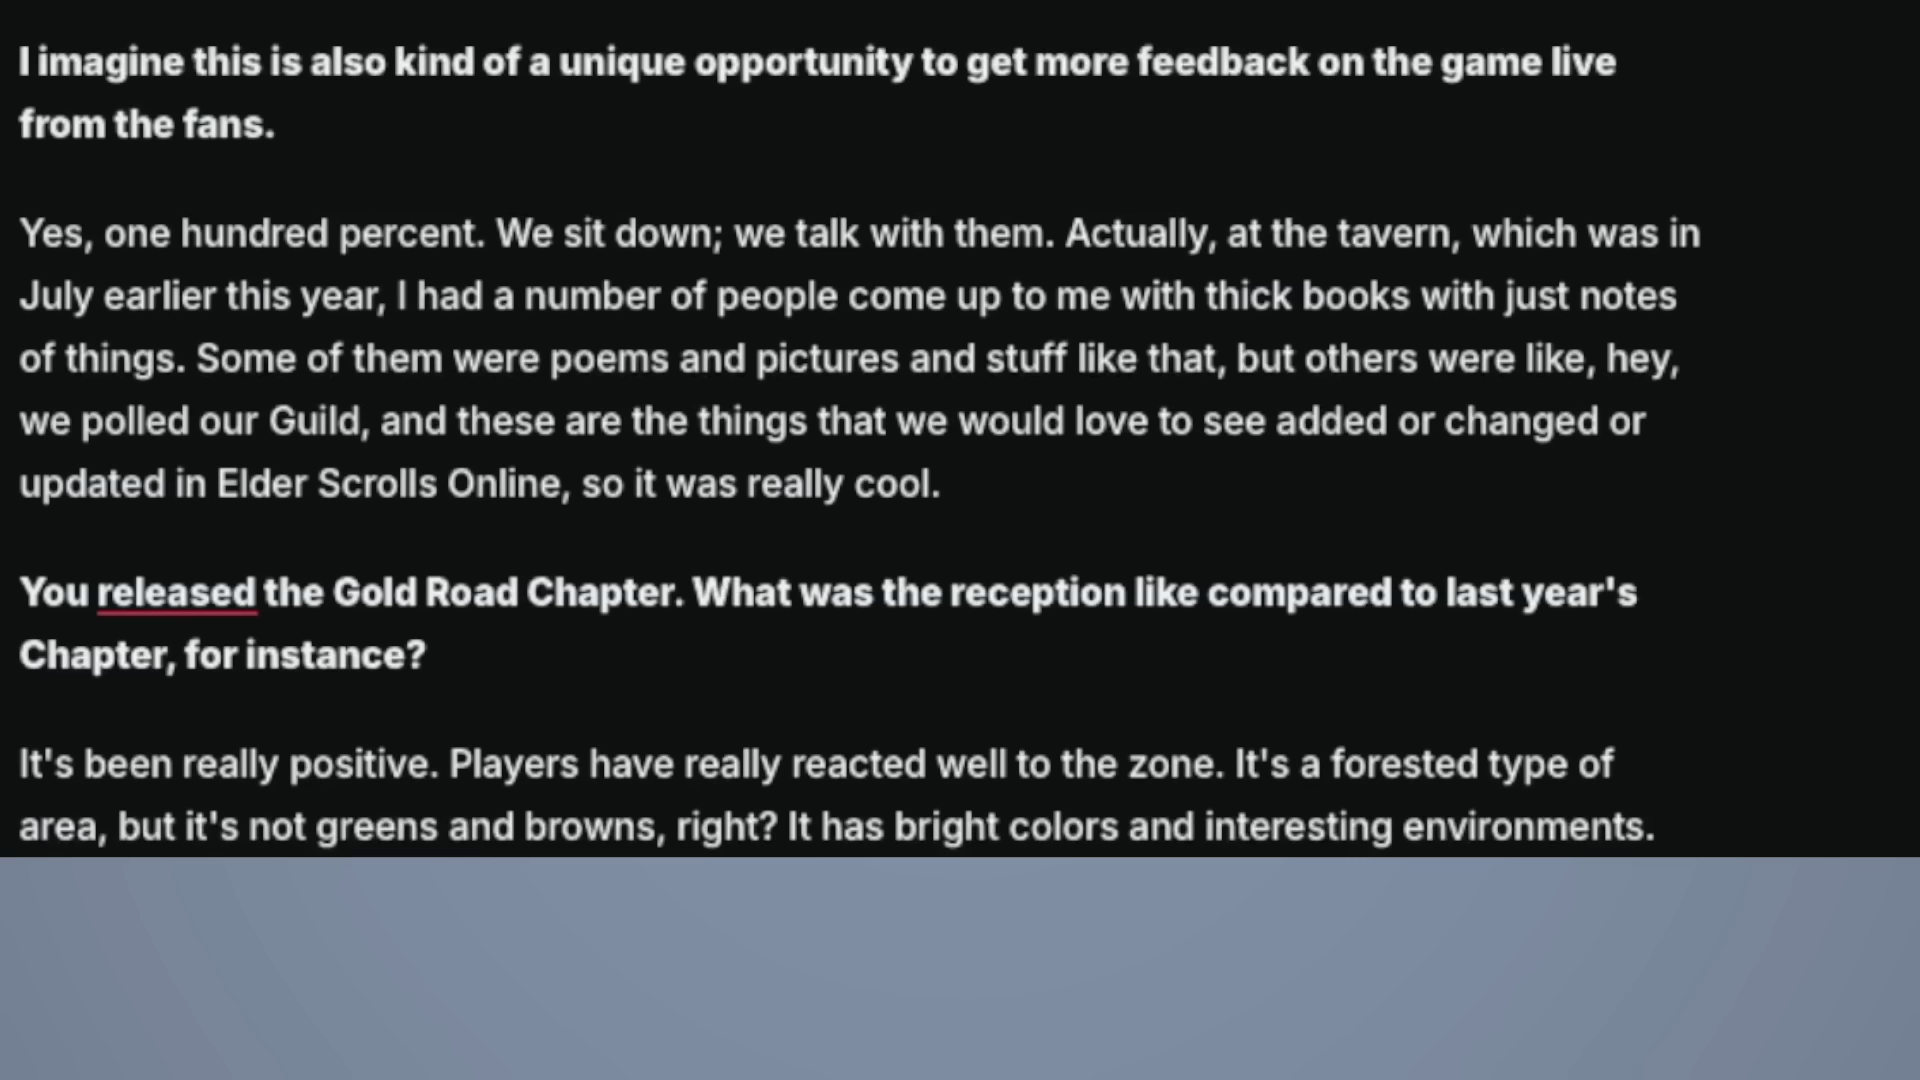 I imagine this is also kind of a unique opportunity to get more feedback on the game live
from the fans.
Yes, one hundred percent. We sit down; we talk with them. Actually, at the tavern, which was in
July earlier this year, I had a number of people come up to me with thick books with just notes
of things. Some of them were poems and pictures and stuff like that, but others were like, hey,
we polled our Guild, and these are the things that we would love to see added or changed or
updated in Elder Scrolls Online, so it was really cool.
You released the Gold Road Chapter. What was the reception like compared to last year's
Chapter, for instance?
It's been really positive. Players have really reacted well to the zone. It's a forested type of
area, but it's not greens and browns, right? It has bright colors and interesting environments.